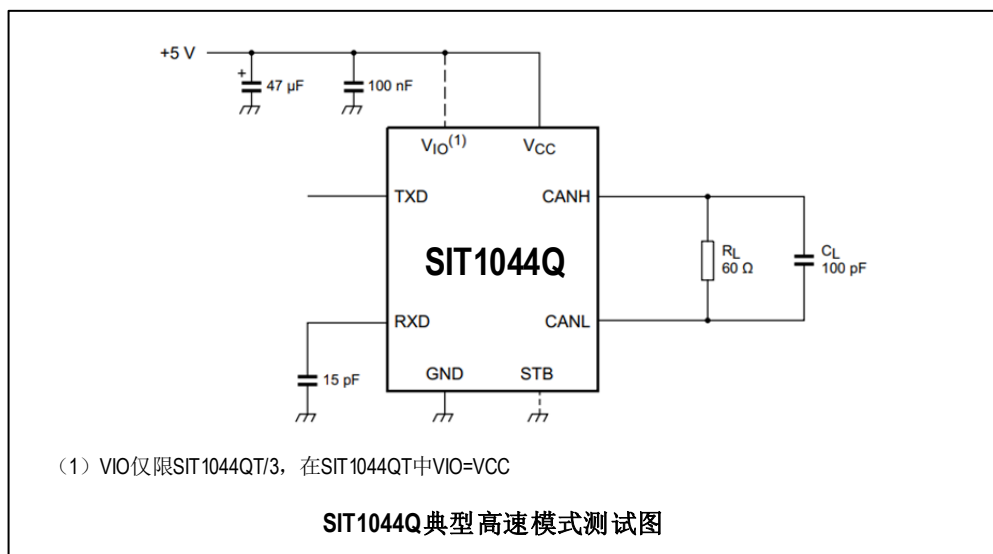 +5 V
+
47 μF
100 nF
VIO(1)
VCC
TXD
CANH
SIT1044Q
RL
60 Ω
CL
100 pF
RXD
CANL
15 pF
GND
STB
（1）VIO仅限SIT1044QT/3，在SIT1044QT中VIO=VCC
SIT1044Q典型高速模式测试图